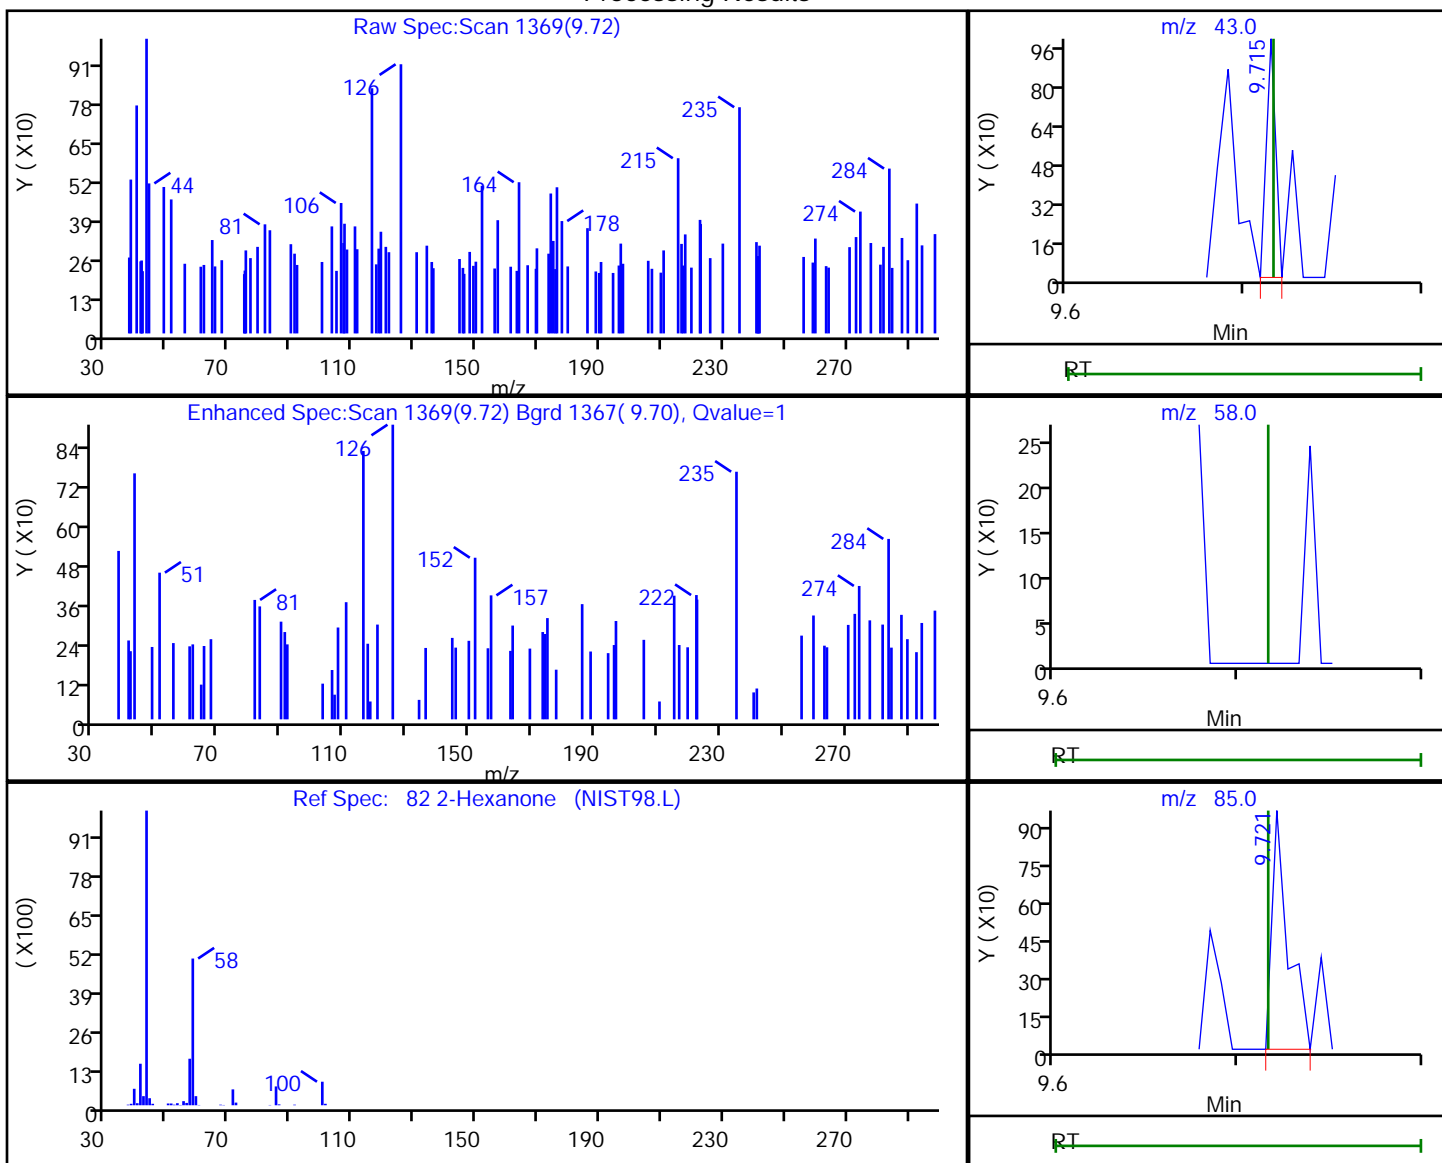 Processing Results
Raw Spec:Scan 1369(9.72)
Y ( X10)
91
78
65
52
39
26
13
0
44
81
106
126
164
178
215
235
274
284
30 70 110 150 190 230 270
m/z
m/z 43.0
Y ( X10)
96
80
64
48
32
16
0
9.715
9.6
Min
RT
Enhanced Spec:Scan 1369(9.72) Bgrd 1367( 9.70), Qvalue=1
Y ( X10)
84
72
60
48
36
24
12
0
51
81
126
152
157
222
235
274
284
30 70 110 150 190 230 270
m/z
m/z 58.0
Y ( X10)
25
20
15
10
5
0
9.6
Min
RT
Ref Spec: 82 2-Hexanone (NIST98.L)
( X100)
91
78
65
52
39
26
13
0
58
100
30 70 110 150 190 230 270
m/z 85.0
Y ( X10)
90
75
60
45
30
15
0
9.721
9.6
Min
RT